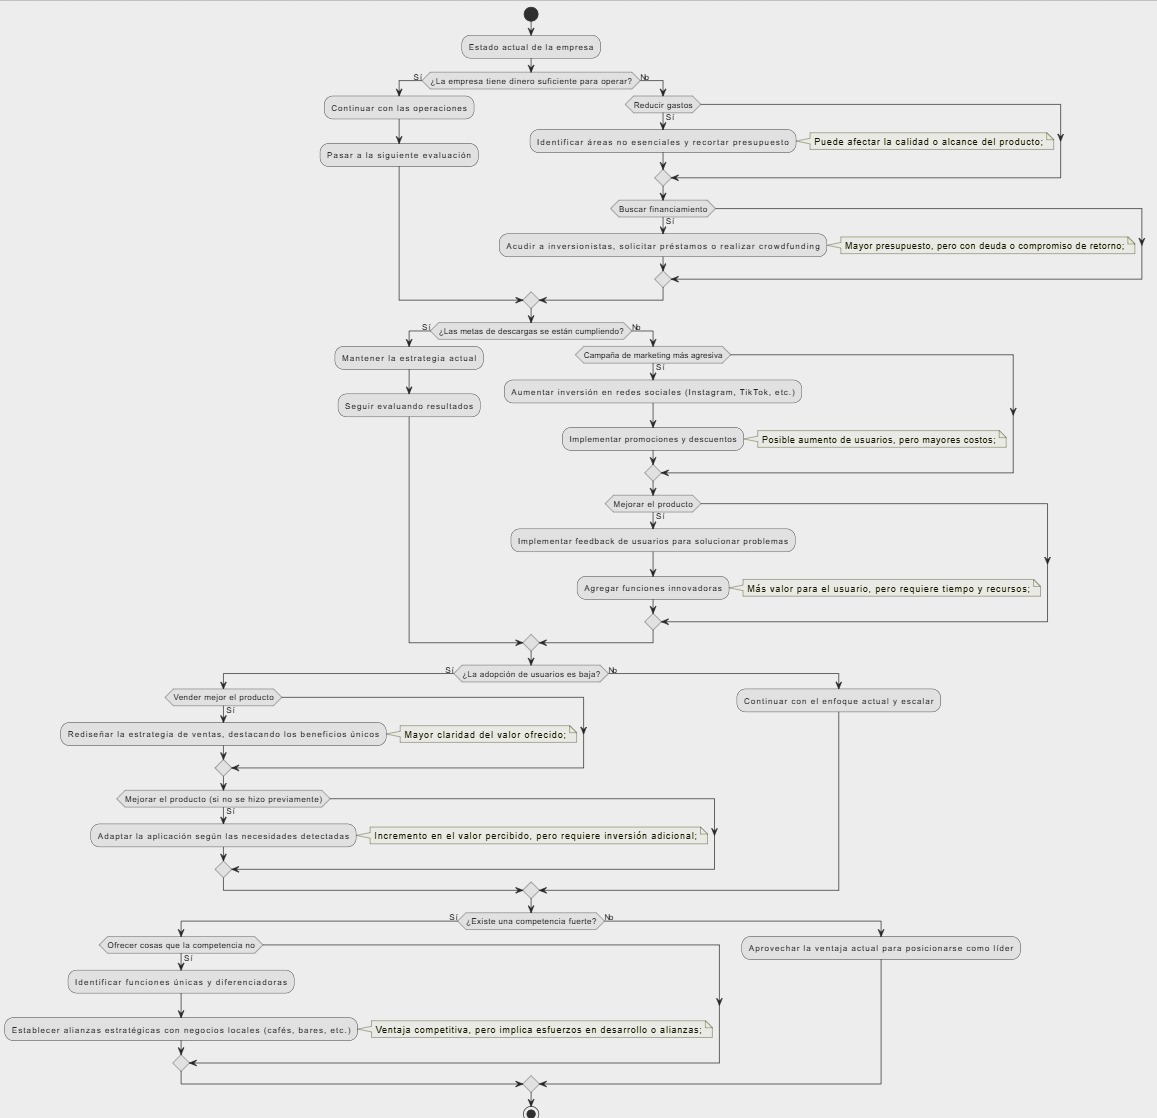 Estado actual de la empresa
¿La empresa tiene dinero suficiente para operar?
Sí
No
Continuar con las operaciones
Pasar a la siguiente evaluación
Reducir gastos
Sí
Identificar áreas no esenciales y recortar presupuesto
Puede afectar la calidad o alcance del producto;
Buscar financiamiento
Sí
Acudir a inversionistas, solicitar préstamos o realizar crowdfunding
Mayor presupuesto, pero con deuda o compromiso de retorno;
¿Las metas de descargas se están cumpliendo?
Sí
No
Mantener la estrategia actual
Seguir evaluando resultados
Campaña de marketing más agresiva
Sí
Aumentar inversión en redes sociales (Instagram, TikTok, etc.)
Implementar promociones y descuentos
Posible aumento de usuarios, pero mayores costos;
Mejorar el producto
Sí
Implementar feedback de usuarios para solucionar problemas
Agregar funciones innovadoras
Más valor para el usuario, pero requiere tiempo y recursos;
¿La adopción de usuarios es baja?
Sí
No
Vender mejor el producto
Sí
Rediseñar la estrategia de ventas, destacando los beneficios únicos
Mayor claridad del valor ofrecido;
Mejorar el producto (si no se hizo previamente)
Sí
Adaptar la aplicación según las necesidades detectadas
Incremento en el valor percibido, pero requiere inversión adicional;
Continuar con el enfoque actual y escalar
¿Existe una competencia fuerte?
Sí
No
Ofrecer cosas que la competencia no
Sí
Identificar funciones únicas y diferenciadoras
Establecer alianzas estratégicas con negocios locales (cafés, bares, etc.)
Ventaja competitiva, pero implica esfuerzos en desarrollo o alianzas;
Aprovechar la ventaja actual para posicionarse como líder